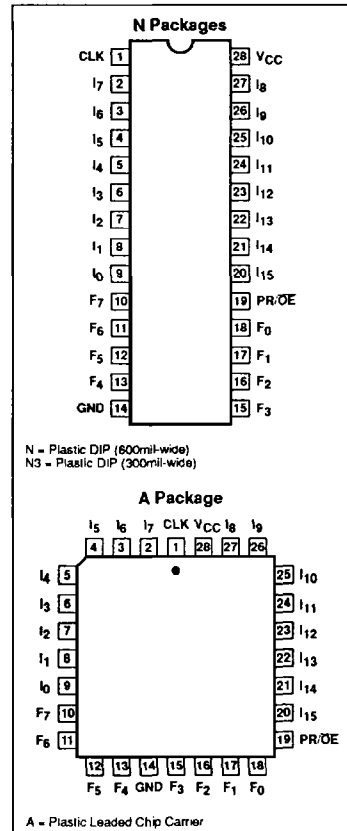 N Packages
CLK 1 28 VCC
I7 2 27 I8
I6 3 26 I9
I5 4 25 I10
I4 5 24 I11
I3 6 23 I12
I2 7 22 I13
I1 8 21 I14
I0 9 20 I15
F7 10 19 PR/OE
F6 11 18 F0
F5 12 17 F1
F4 13 16 F2
GND 14 15 F3
N = Plastic DIP (600mil-wide)
N3 = Plastic DIP (300mil-wide)
A Package
I5 I6 I7 CLK VCC I8 I9
4 3 2 1 28 27 26
I4 5 25 I10
I3 6 24 I11
I2 7 23 I12
I1 8 22 I13
I0 9 21 I14
F7 10 20 I15
F6 11 19 PR/OE
12 13 14 15 16 17 18
F5 F4 GND F3 F2 F1 F0
A = Plastic Leaded Chip Carrier